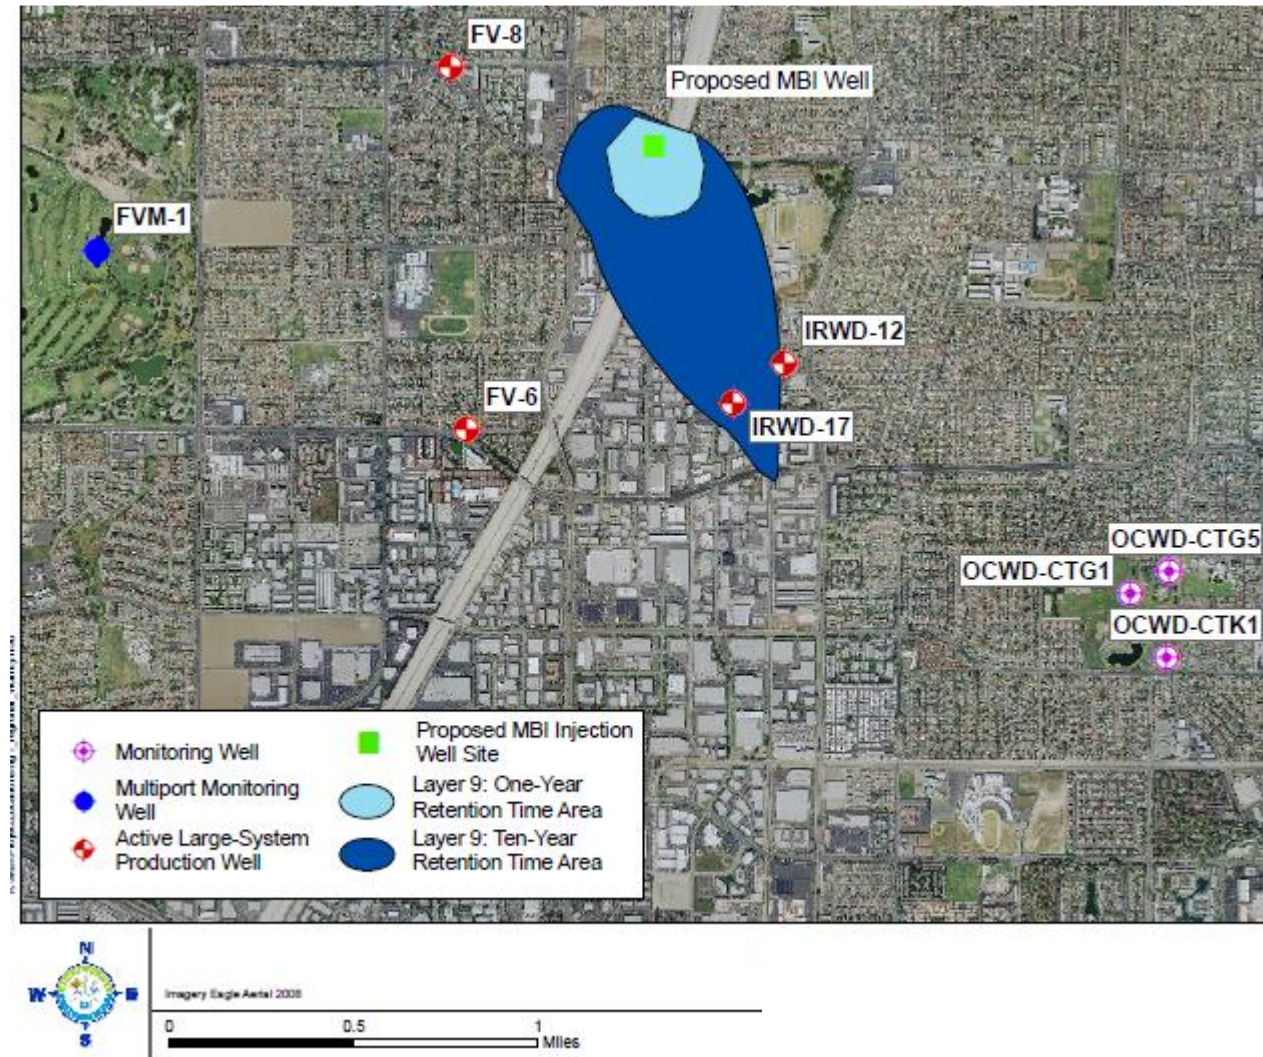 FV-8
Proposed MBI Well
FVM-1
IRWD-12
FV-6
IRWD-17
OCWD-CTG5
OCWD-CTG1
OCWD-CTK1
Monitoring Well
Multiport Monitoring
Well
Active Large-System
Production Well
Proposed MBI Injection
Well Site
Layer 9: One-Year
Retention Time Area
Layer 9: Ten-Year
Retention Time Area
N
W
E
S
Imagery Eagle Aerial 2008
0 0.5 1
Miles